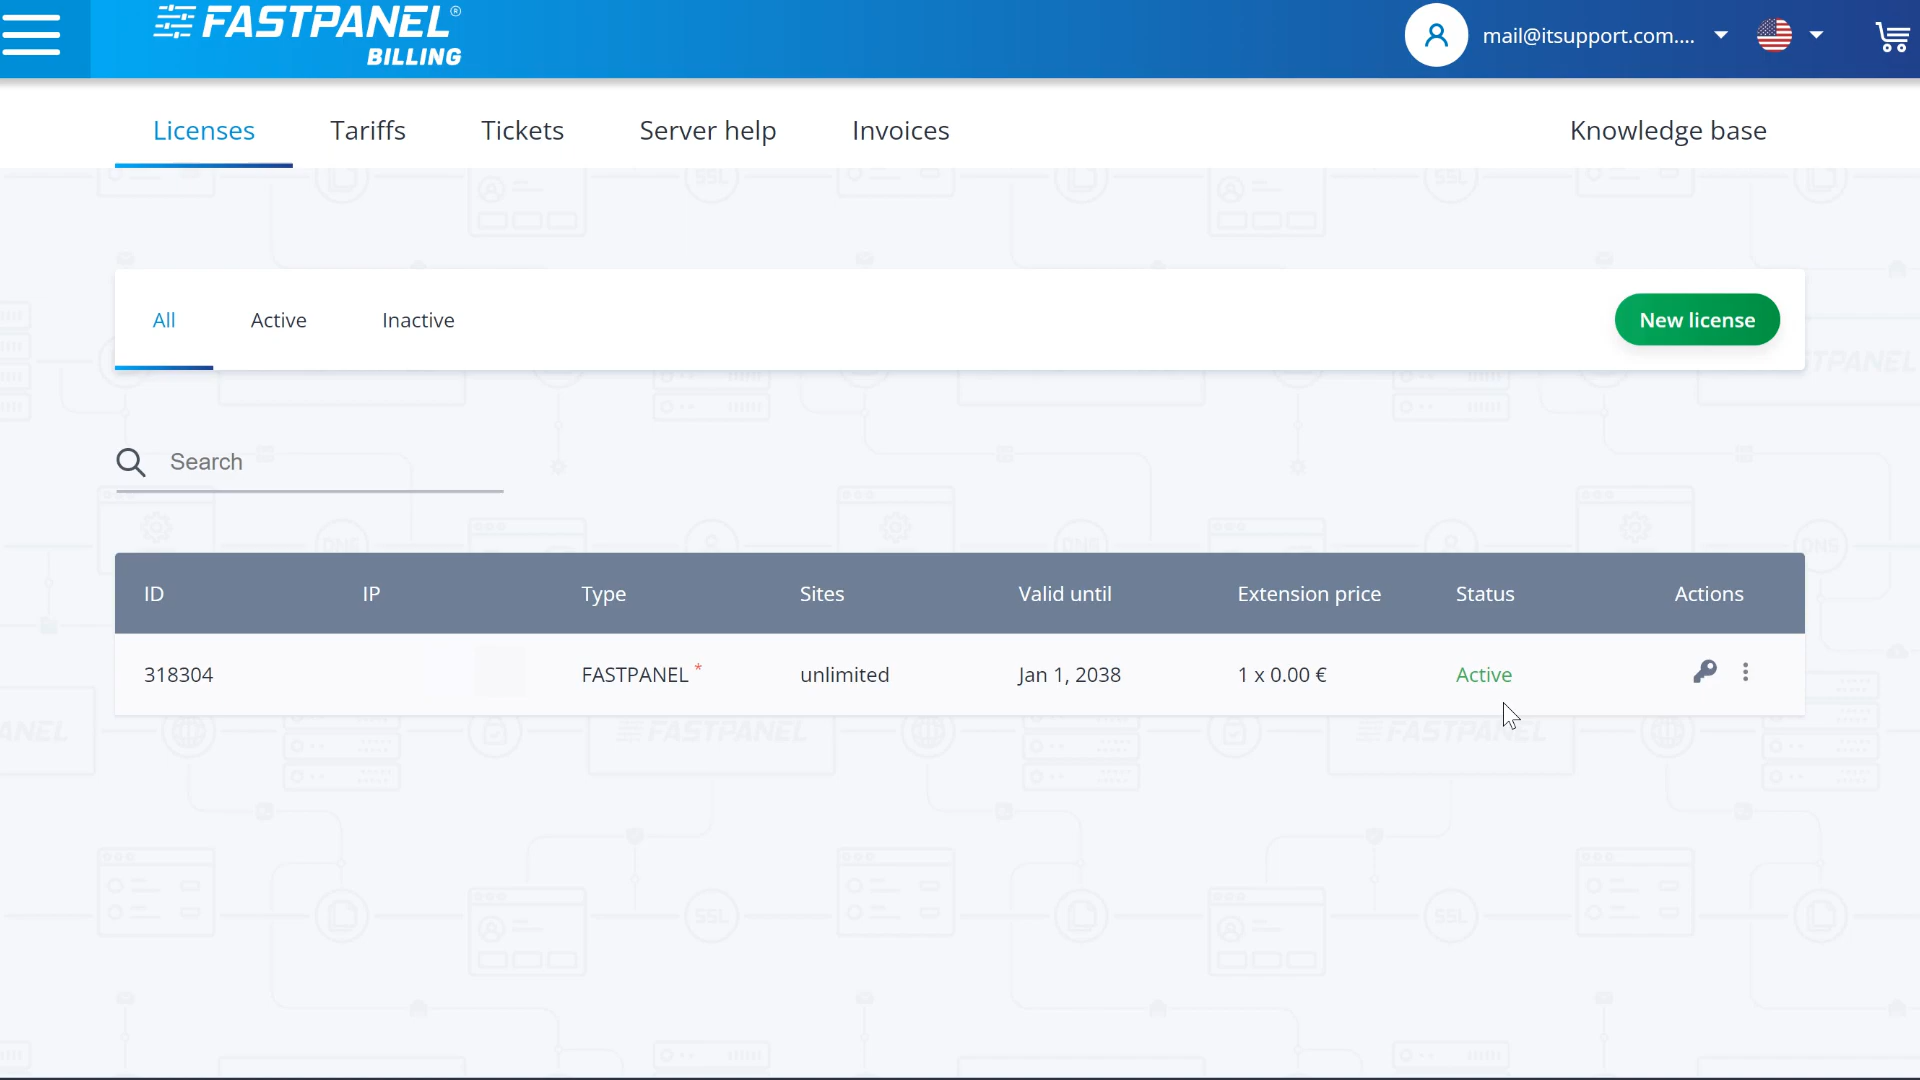 FASTPANEL®
BILLING
mail@itsupport.com....
Licenses
Tariffs
Tickets
Server help
Invoices
Knowledge base
All
Active
Inactive
New license
Search
ID IP Type Sites Valid until Extension price Status Actions
318304 FASTPANEL * unlimited Jan 1, 2038 1 x 0.00 € Active